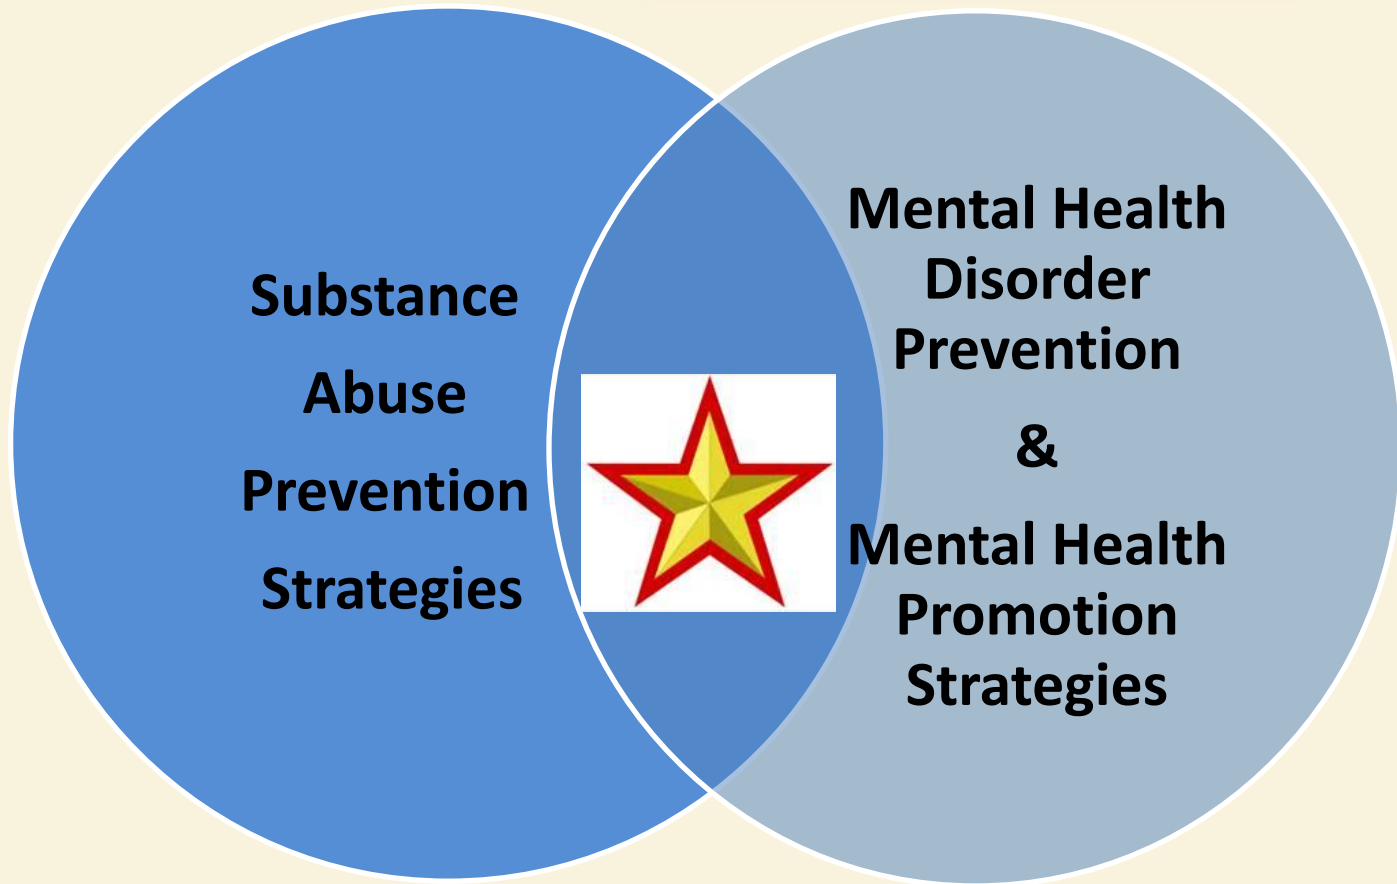 Substance
Abuse
Prevention
Strategies
Mental Health
Disorder
Prevention
&
Mental Health
Promotion
Strategies